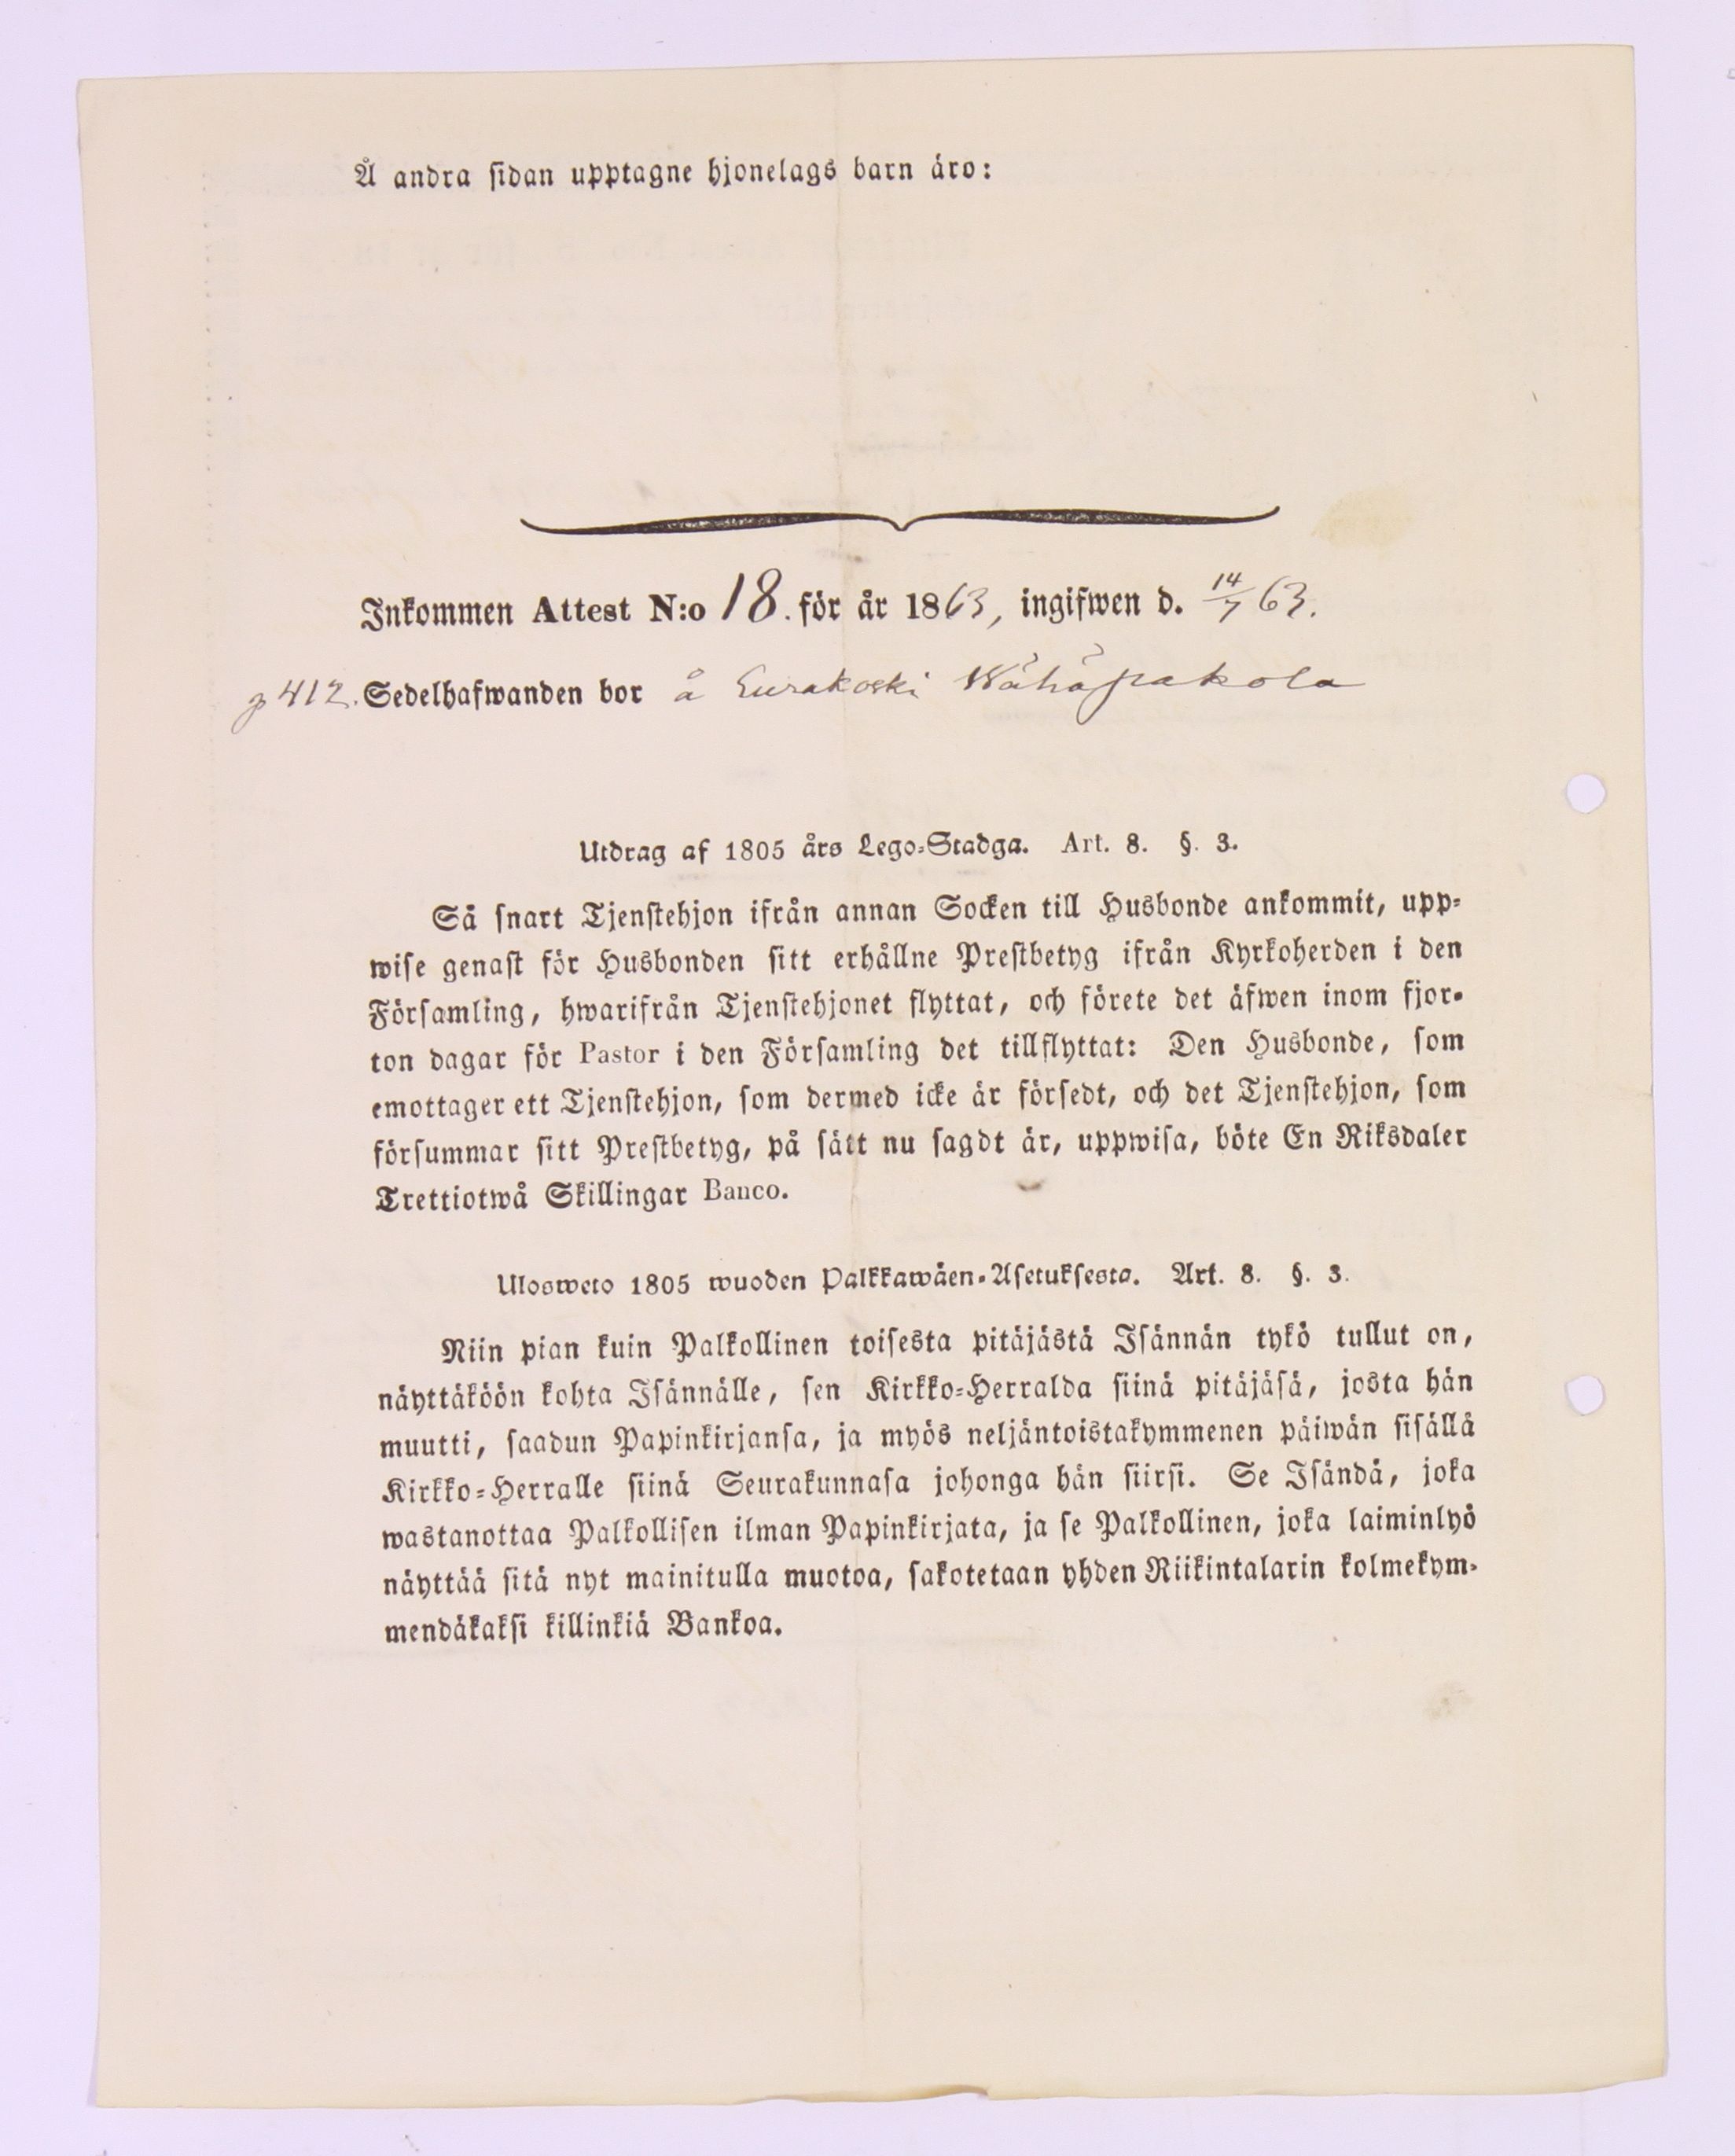 Å andra sidan upptagne hjonelags barn äro:
Inkommen Attest N:o 18. för år 1863, ingifwen d. 14/7 63.
p 412. Sedelhafwanden bor å Eurakoski Wähäpakola
Utdrag af 1805 års Lego-Stadga. Art. 8. §. 3.
Så snart Tjenstehjon ifrån annan Socken till Husbonde ankommit, upp-
wise genast för Husbonden sitt erhållne Prestbetyg ifrån Kyrkoherden i den
Församling, hwarifrån Tjenstehjonet flyttat, och förete det äfwen inom fjor-
ton dagar för Pastor i den Församling det tillflyttat: Den Husbonde, som
emottager ett Tjenstehjon, som dermed icke är försedt, och det Tjenstehjon, som
försummar sitt Prestbetyg, på sätt nu sagdt är, uppwisa, böte En Riksdaler
Trettiotwå Skillingar Banco.
Ulosweto 1805 wuoden Palkkawäen-Asetuksesta. Art. 8. §. 3.
Niin pian kuin Palkollinen toisesta pitäjästä Isännän tykö tullut on,
näyttäköön kohta Isännälle, sen Kirkko-Herralda siinä pitäjäsä, josta hän
muutti, saadun Papinkirjansa, ja myös neljäntoistakymmenen päiwän sisällä
Kirkko-Herralle siinä Seurakunnasa johonga hän siirsi. Se Isändä, joka
wastanottaa Palkollisen ilman Papinkirjata, ja se Palkollinen, joka laiminlyö
näyttää sitä nyt mainitulla muotoa, sakotetaan yhden Riikintalarin kolmekym-
mendäkaksi killinkiä Bankoa.